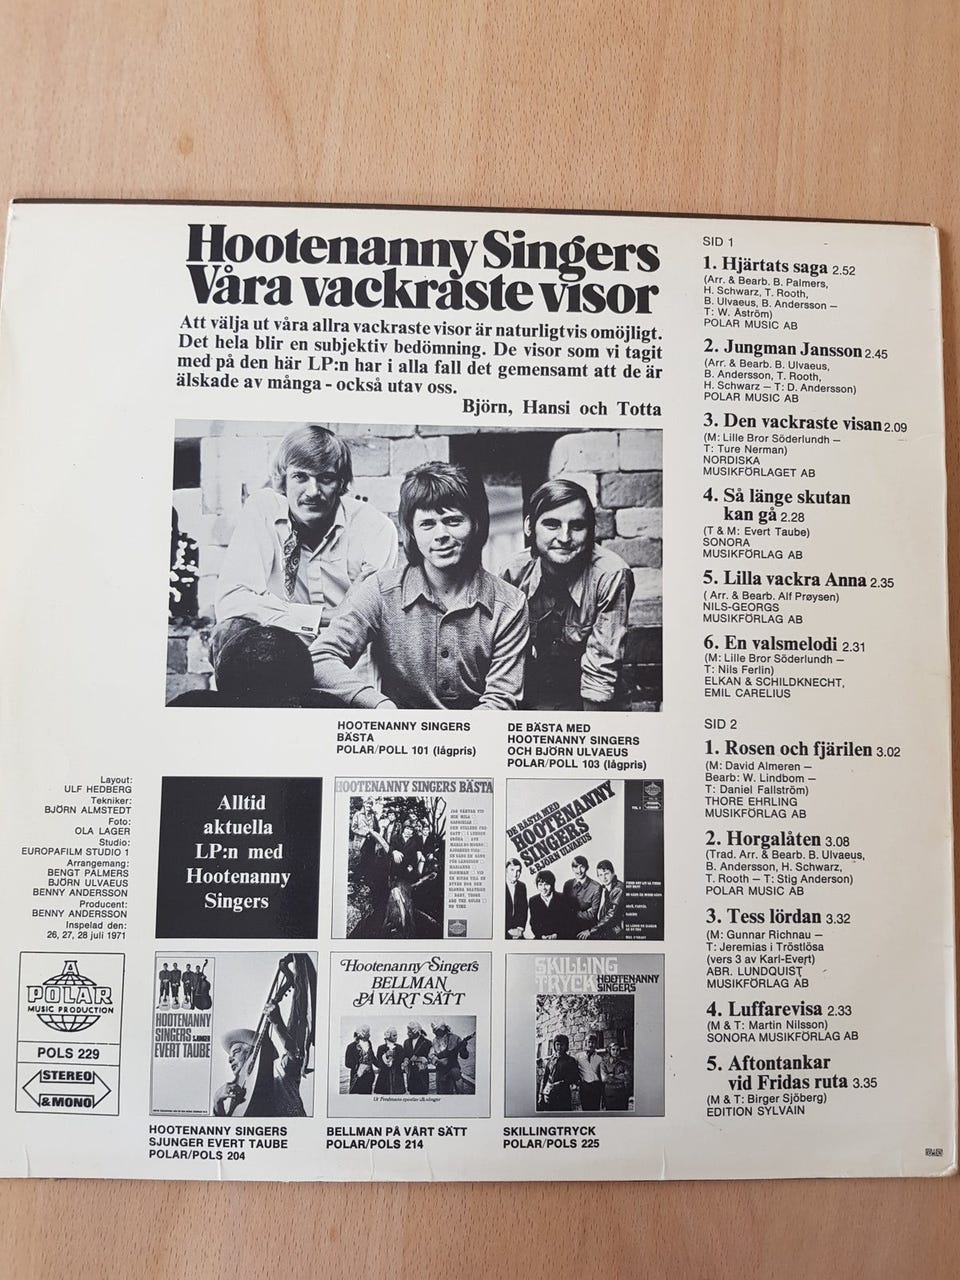 Hootenanny Singers
Våra vackraste visor
Att välja ut våra allra vackraste visor är naturligtvis omöjligt.
Det hela blir en subjektiv bedömning. De visor som vi tagit
med på den här LP:n har i alla fall det gemensamt att de är
älskade av många - också utav oss.
Björn, Hansi och Totta
SID 1
1. Hjärtats saga 2.52
(Arr. & Bearb. B. Palmers,
H. Schwarz, T. Rooth,
B. Ulvaeus, B. Andersson –
T: W. Åström)
POLAR MUSIC AB
2. Jungman Jansson 2.45
(Arr. & Bearb. B. Ulvaeus,
B. Andersson, T. Rooth,
H. Schwarz – T: D. Andersson)
POLAR MUSIC AB
3. Den vackraste visan 2.09
(M: Lille Bror Söderlundh –
T: Ture Nerman)
NORDISKA
MUSIKFÖRLAGET AB
4. Så länge skutan
kan gå 2.28
(T & M: Evert Taube)
SONORA
MUSIKFÖRLAG AB
5. Lilla vackra Anna 2.35
( Arr. & Bearb. Alf Prøysen)
NILS-GEORGS
MUSIKFÖRLAG AB
6. En valsmelodi 2.31
(M: Lille Bror Söderlundh –
T: Nils Ferlin)
ELKAN & SCHILDKNECHT,
EMIL CARELIUS
SID 2
1. Rosen och fjärilen 3.02
(M: David Almeren –
Bearb: W. Lindbom –
T: Daniel Fallström)
THORE EHRLING
MUSIKFÖRLAG AB
2. Horgalåten 3.08
(Trad. Arr. & Bearb. B. Ulvaeus,
B. Andersson, H. Schwarz,
T. Rooth – T: Stig Anderson)
POLAR MUSIC AB
3. Tess lördan 3.32
(M: Gunnar Richnau –
T: Jeremias i Tröstlösa
(vers 3 av Karl-Evert)
ABR. LUNDQUIST
MUSIKFÖRLAG AB
4. Luffarevisa 2.33
(M & T: Martin Nilsson)
SONORA MUSIKFÖRLAG AB
5. Aftontankar
vid Fridas ruta 3.35
(M & T: Birger Sjöberg)
EDITION SYLVAIN
HOOTENANNY SINGERS
BÄSTA
POLAR/POLL 101 (lågpris)
DE BÄSTA MED
HOOTENANNY SINGERS
OCH BJÖRN ULVAEUS
POLAR/POLL 103 (lågpris)
Layout:
ULF HEDBERG
Tekniker:
BJÖRN ALMSTEDT
Foto:
OLA LAGER
Studio:
EUROPAFILM STUDIO 1
Arrangemang:
BENGT PALMERS
BJÖRN ULVAEUS
BENNY ANDERSSON
Producent:
BENNY ANDERSSON
Inspelad den:
26, 27, 28 juli 1971
Alltid
aktuella
LP:n med
Hootenanny
Singers
HOOTENANNY SINGERS BÄSTA
DE BÄSTA MED
HOOTENANNY
SINGERS
& BJÖRN ULVAEUS
A
POLAR
MUSIC PRODUCTION
POLS 229
STEREO
& MONO
HOOTENANNY
SINGERS SJUNGER
EVERT TAUBE
Hootenanny Singers
BELLMAN
PÅ VÅRT SÄTT
SKILLING
TRYCK HOOTENANNY
SINGERS
HOOTENANNY SINGERS
SJUNGER EVERT TAUBE
POLAR/POLS 204
BELLMAN PÅ VÅRT SÄTT
POLAR/POLS 214
SKILLINGTRYCK
POLAR/POLS 225